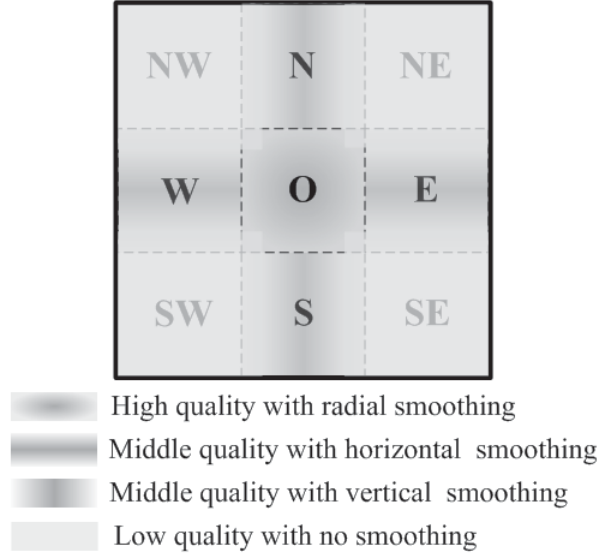 NW N NE
W O E
SW S SE
High quality with radial smoothing
Middle quality with horizontal smoothing
Middle quality with vertical smoothing
Low quality with no smoothing